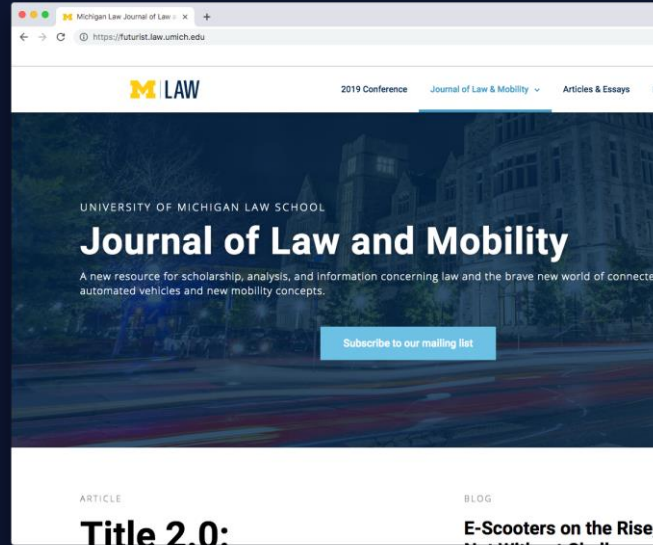 Michigan Law Journal of Law
https://futurist.law.umich.edu
M LAW
2019 Conference
Journal of Law & Mobility
Articles & Essays
UNIVERSITY OF MICHIGAN LAW SCHOOL
Journal of Law and Mobility
A new resource for scholarship, analysis, and information concerning law and the brave new world of connecte
automated vehicles and new mobility concepts.
Subscribe to our mailing list
ARTICLE
BLOG
Title 2.0:
E-Scooters on the Rise